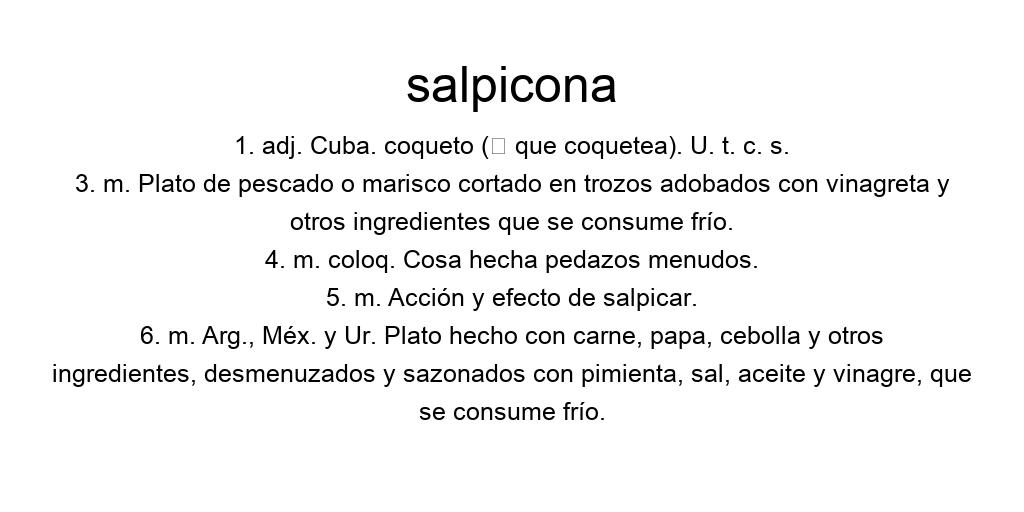 salpicona
1. adj. Cuba. coqueto (▯ que coquetea). U. t. c. s.
3. m. Plato de pescado o marisco cortado en trozos adobados con vinagreta y
otros ingredientes que se consume frío.
4. m. coloq. Cosa hecha pedazos menudos.
5. m. Acción y efecto de salpicar.
6. m. Arg., Méx. y Ur. Plato hecho con carne, papa, cebolla y otros
ingredientes, desmenuzados y sazonados con pimienta, sal, aceite y vinagre, que
se consume frío.